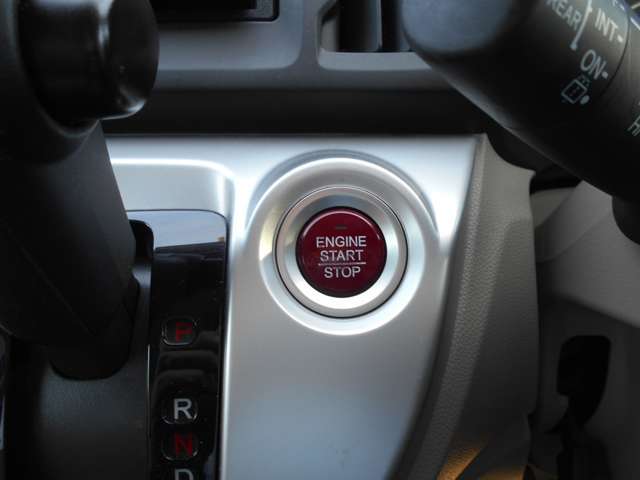 REAR
INT
ON
ENGINE
START
STOP
P
R
N
D